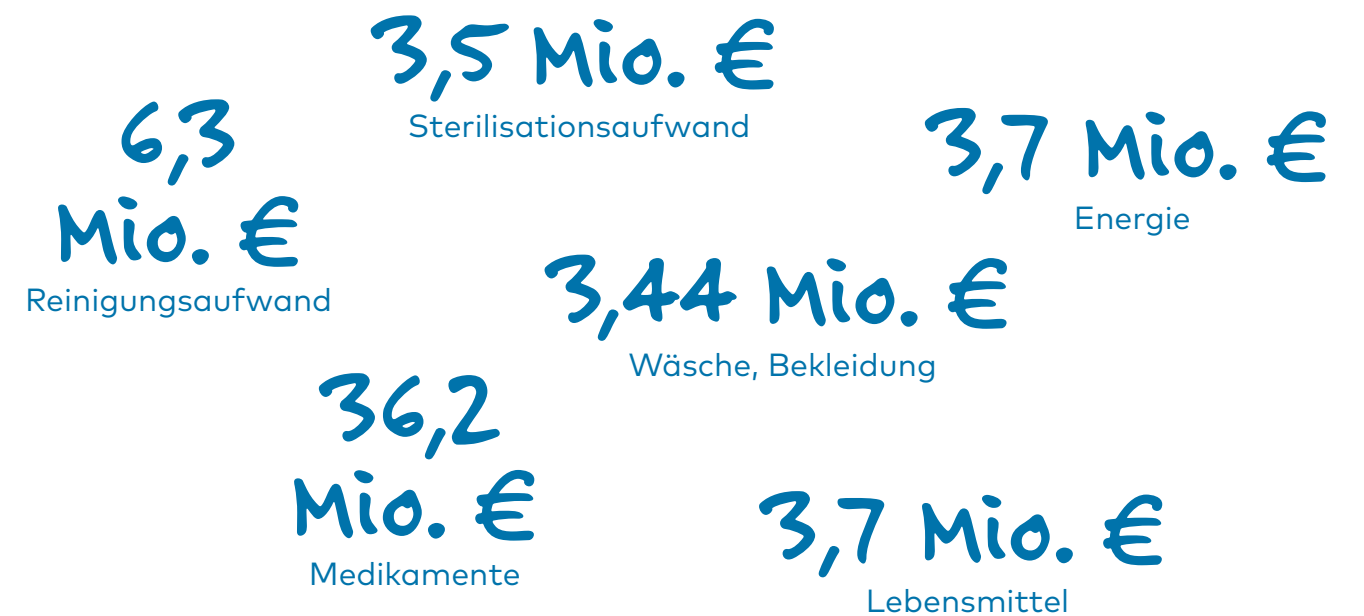 3,5 Mio. €
Sterilisationsaufwand
6,3
Mio. €
Reinigungsaufwand
3,7 Mio. €
Energie
3,44 Mio. €
Wäsche, Bekleidung
36,2
Mio. €
Medikamente
3,7 Mio. €
Lebensmittel